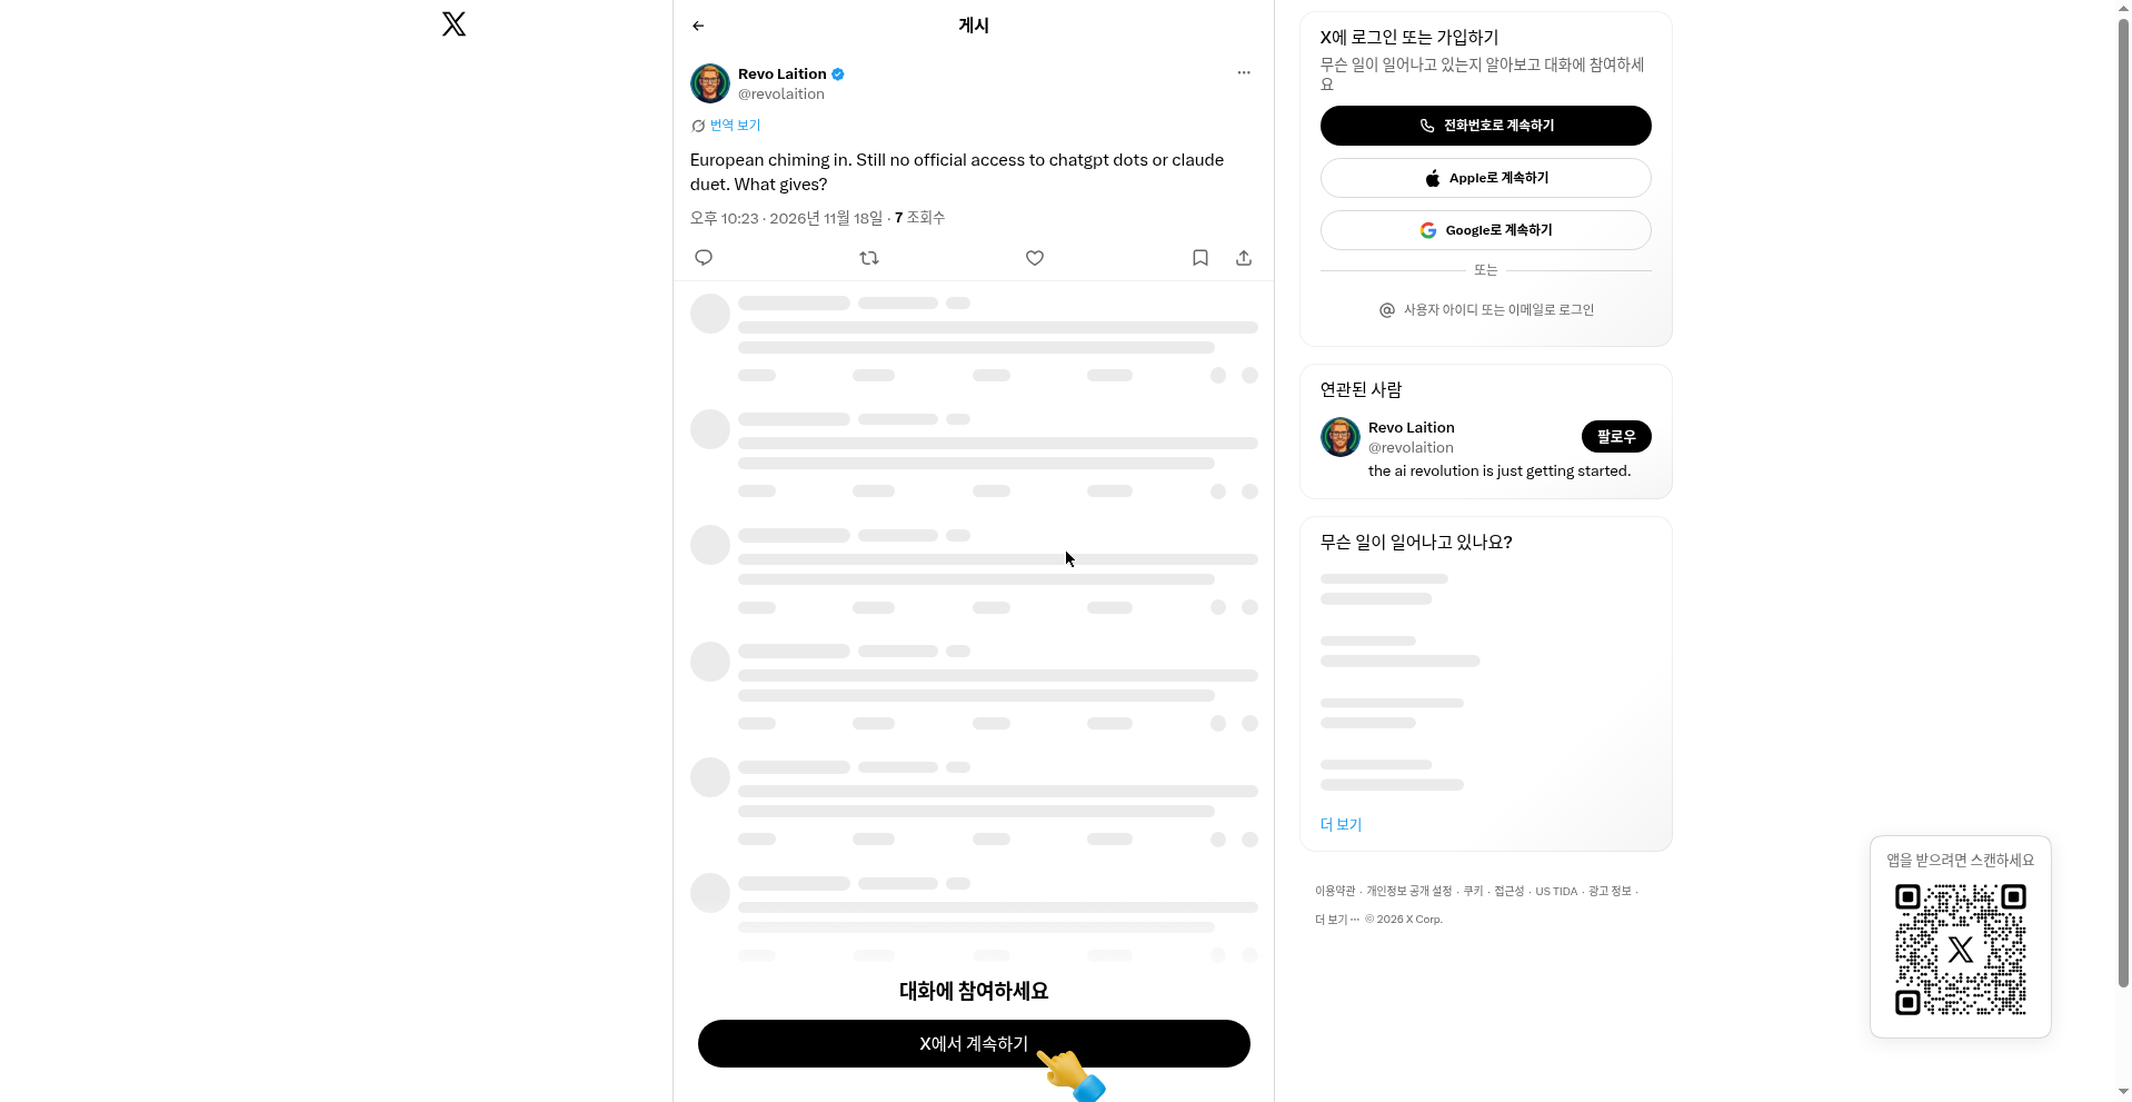 게시
Revo Laition
@revolaition
번역 보기
European chiming in. Still no official access to chatgpt dots or claude
duet. What gives?
오후 10:23 · 2026년 11월 18일 · 7 조회수
대화에 참여하세요
X에서 계속하기
X에 로그인 또는 가입하기
무슨 일이 일어나고 있는지 알아보고 대화에 참여하세
요
전화번호로 계속하기
Apple로 계속하기
Google로 계속하기
또는
사용자 아이디 또는 이메일로 로그인
연관된 사람
Revo Laition
@revolaition
팔로우
the ai revolution is just getting started.
무슨 일이 일어나고 있나요?
더 보기
이용약관 · 개인정보 공개 설정 · 쿠키 · 접근성 · US TIDA · 광고 정보 ·
더 보기 ··· © 2026 X Corp.
앱을 받으려면 스캔하세요